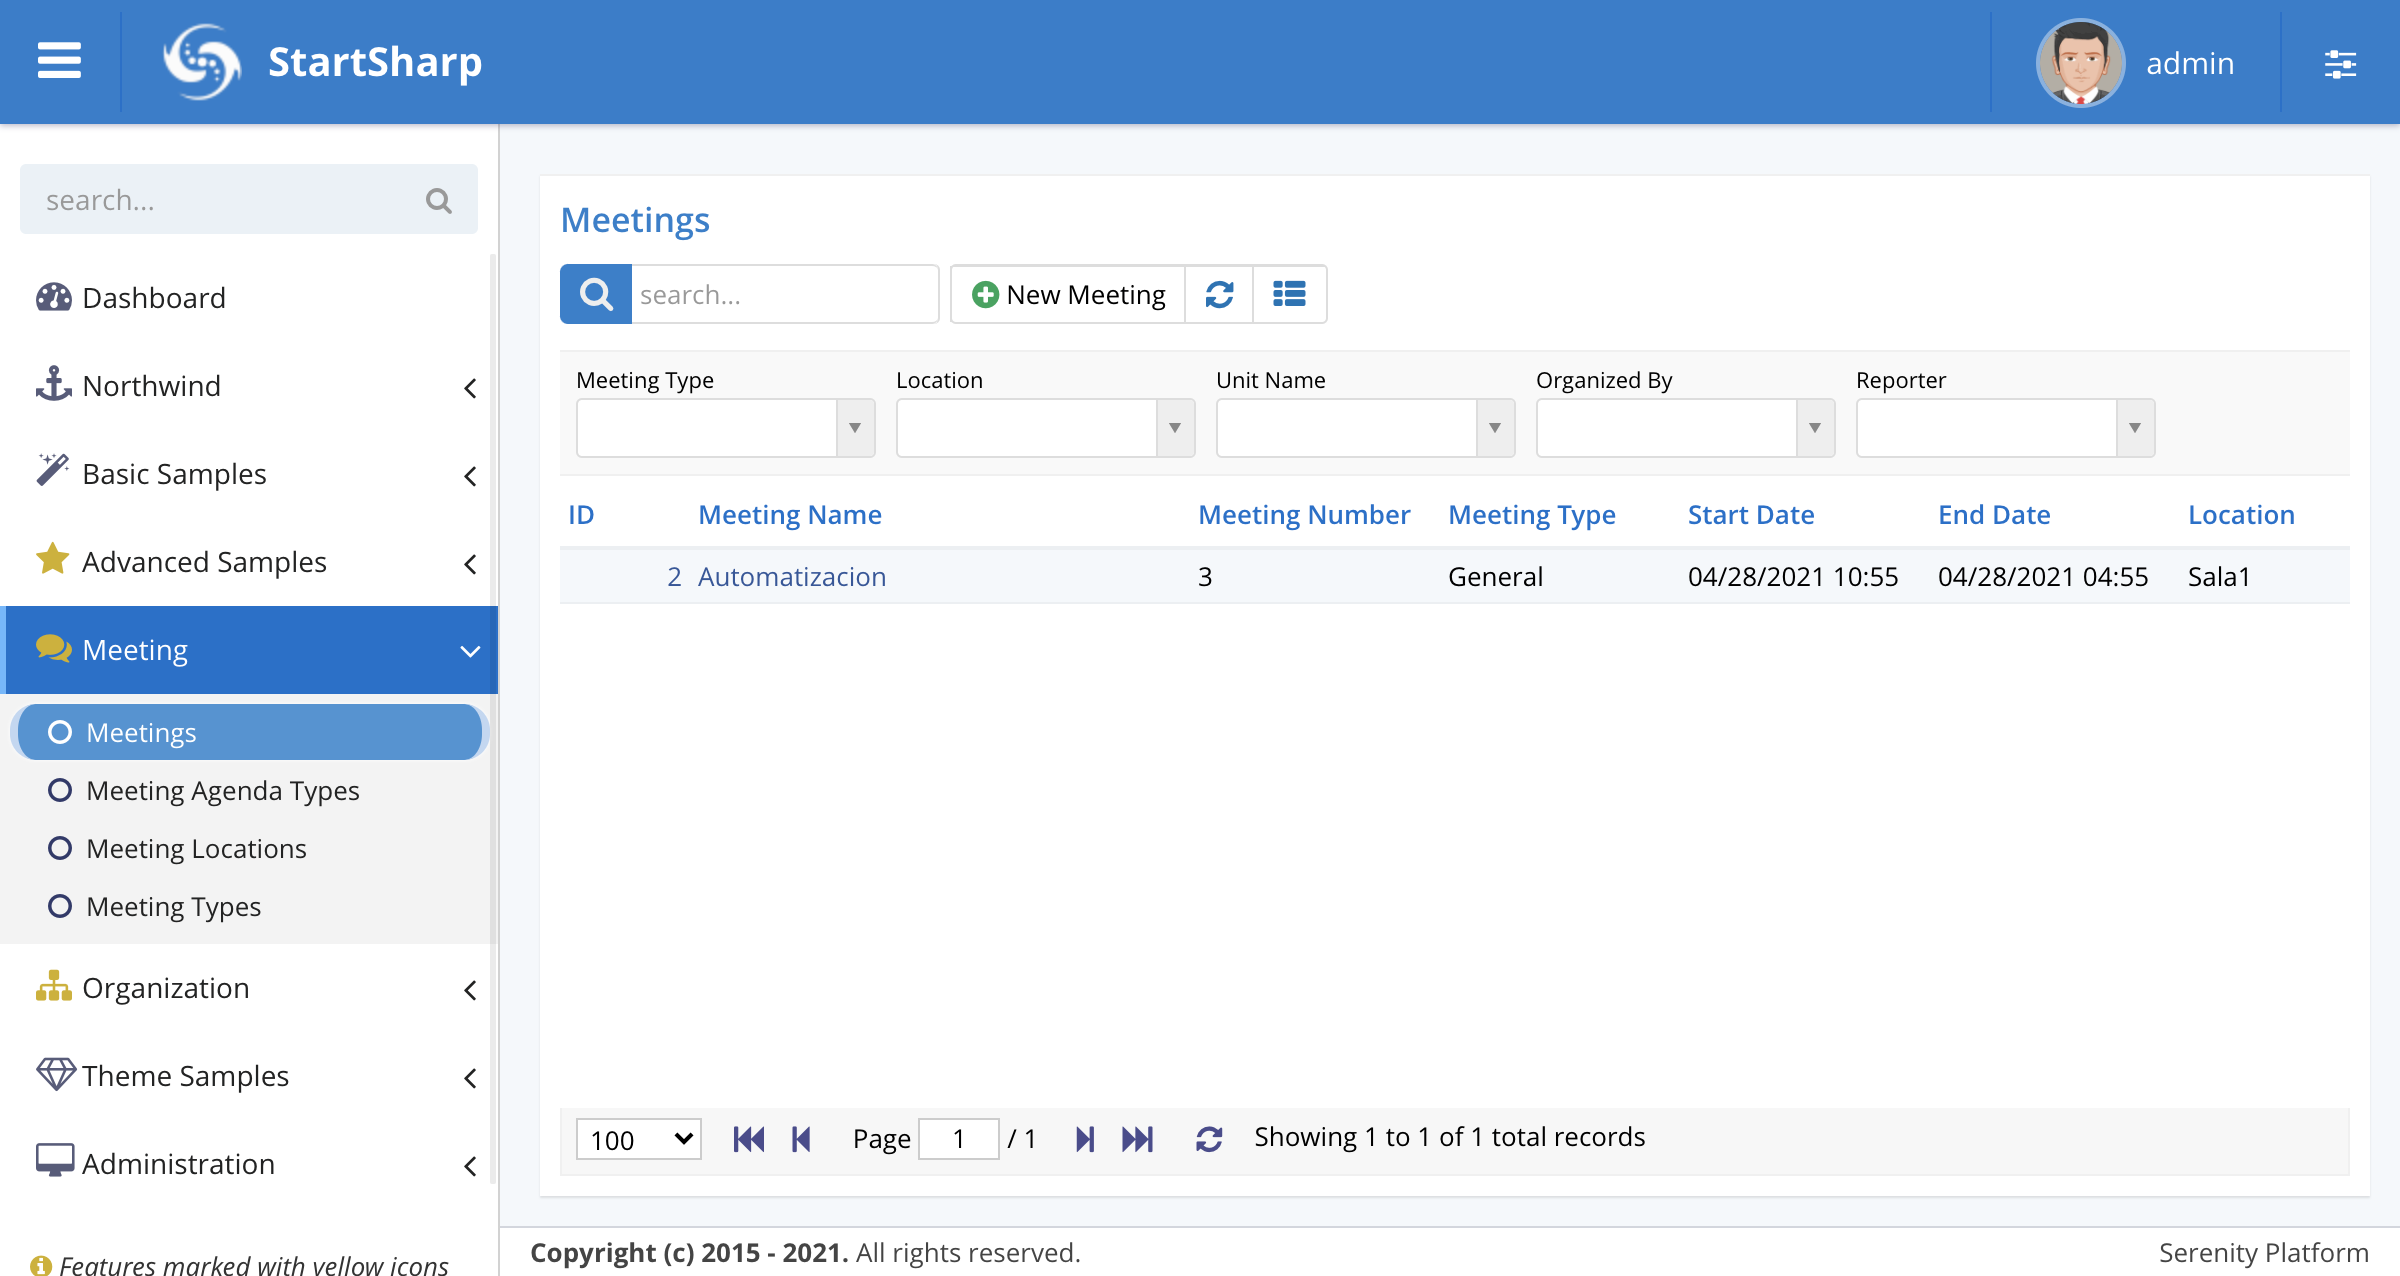 StartSharp
admin
search...
Dashboard
Northwind
Basic Samples
Advanced Samples
Meeting
Meetings
Meeting Agenda Types
Meeting Locations
Meeting Types
Organization
Theme Samples
Administration
Features marked with yellow icons
Meetings
search...
New Meeting
Meeting Type Location Unit Name Organized By Reporter
ID Meeting Name Meeting Number Meeting Type Start Date End Date Location
2 Automatizacion 3 General 04/28/2021 10:55 04/28/2021 04:55 Sala1
100 Page 1 / 1 Showing 1 to 1 of 1 total records
Copyright (c) 2015 - 2021. All rights reserved.
Serenity Platform